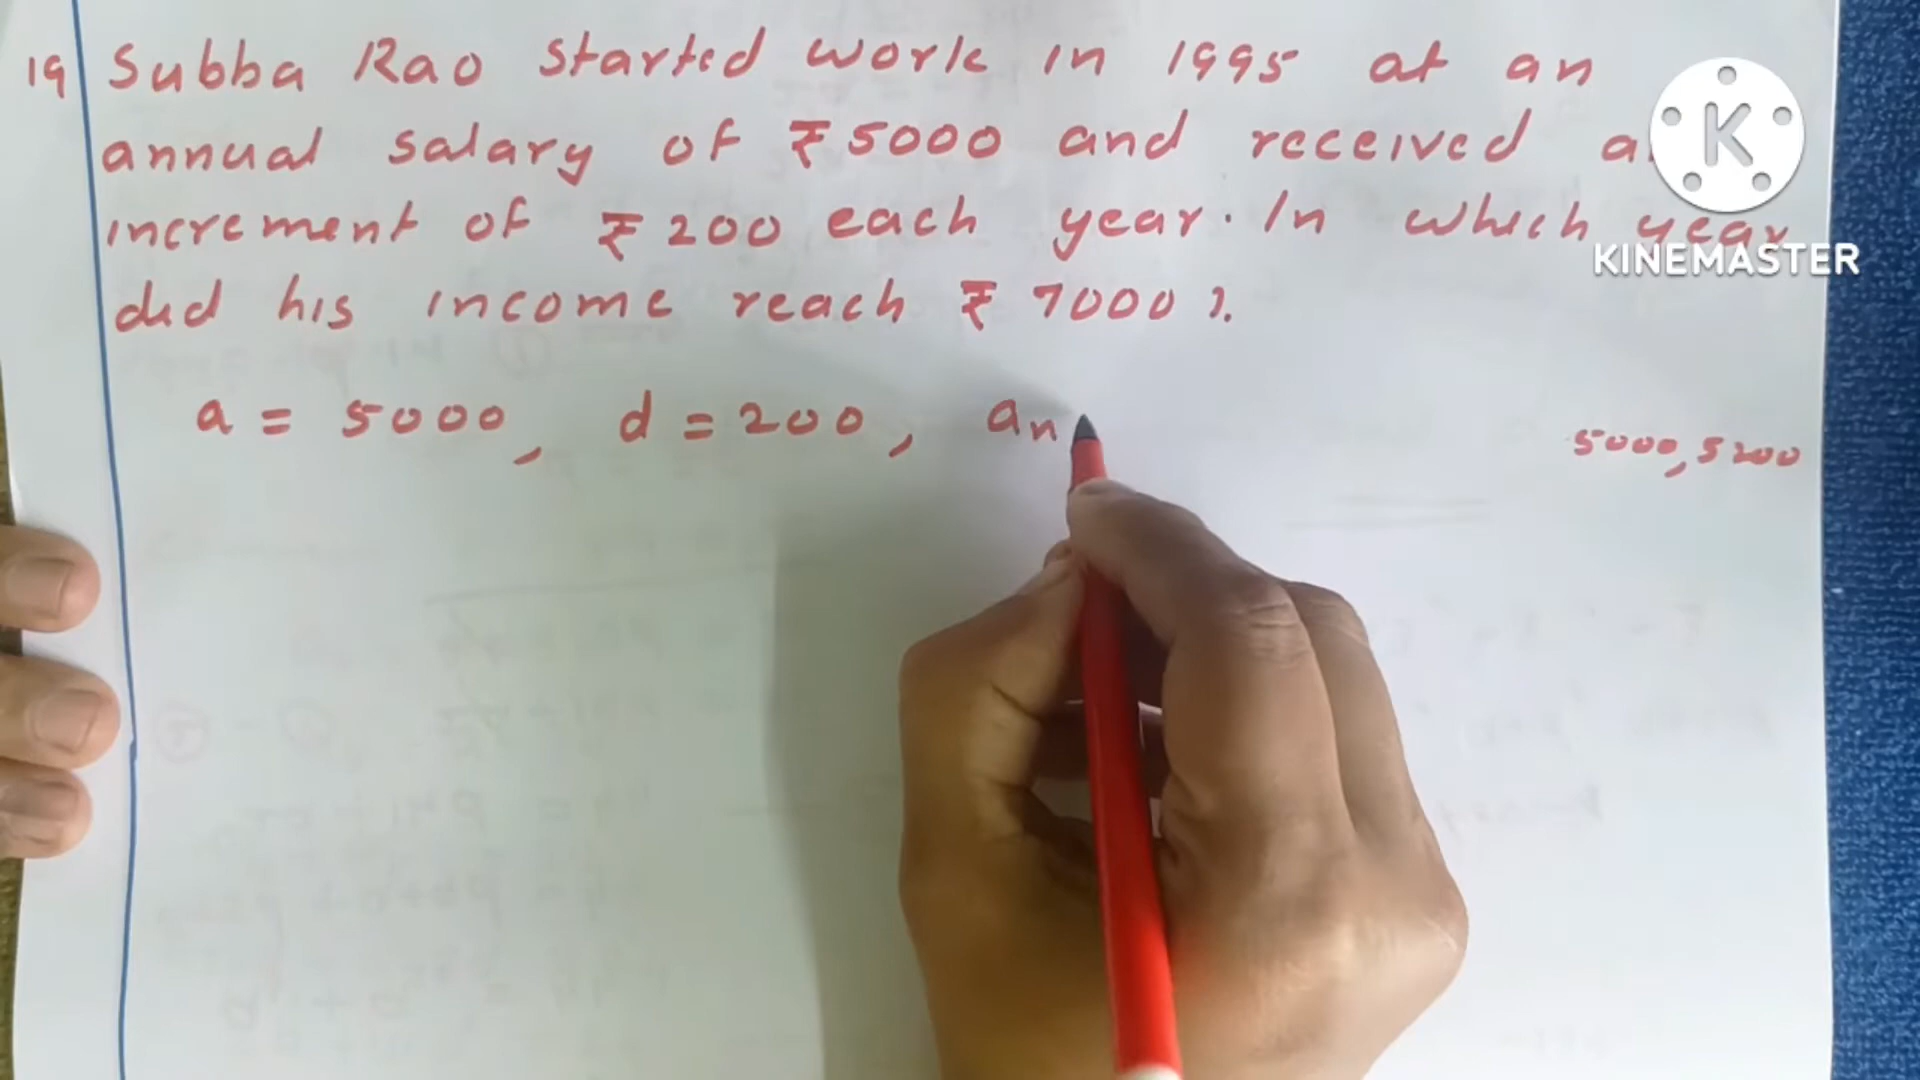 19 Subba Rao started work in 1995 at an
annual salary of ₹ 5000 and received
increment of ₹ 200 each year. In which year
did his income reach ₹ 7000 ?.
a = 5000, d = 200, an
5000, 5200
K
KINEMASTER